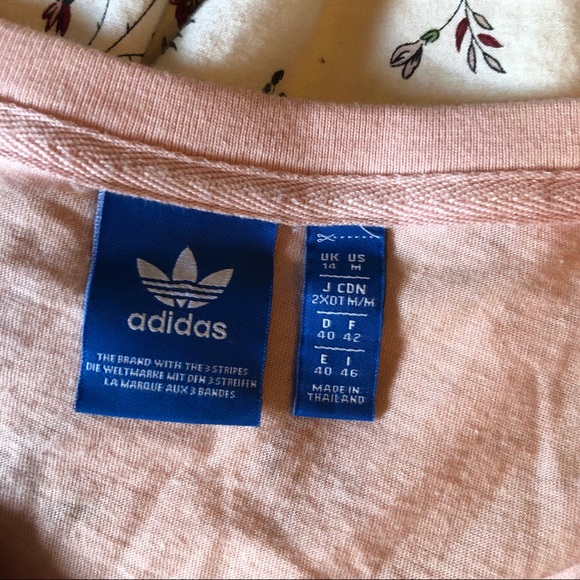 adidas
THE BRAND WITH THE 3 STRIPES
DIE WELTMARKE MIT DEN 3 STREIFEN
LA MARQUE AUX 3 BANDES
UK US
14 M
J CDN
2XOT M/M
D F
40 42
E I
40 46
MADE IN
THAILAND